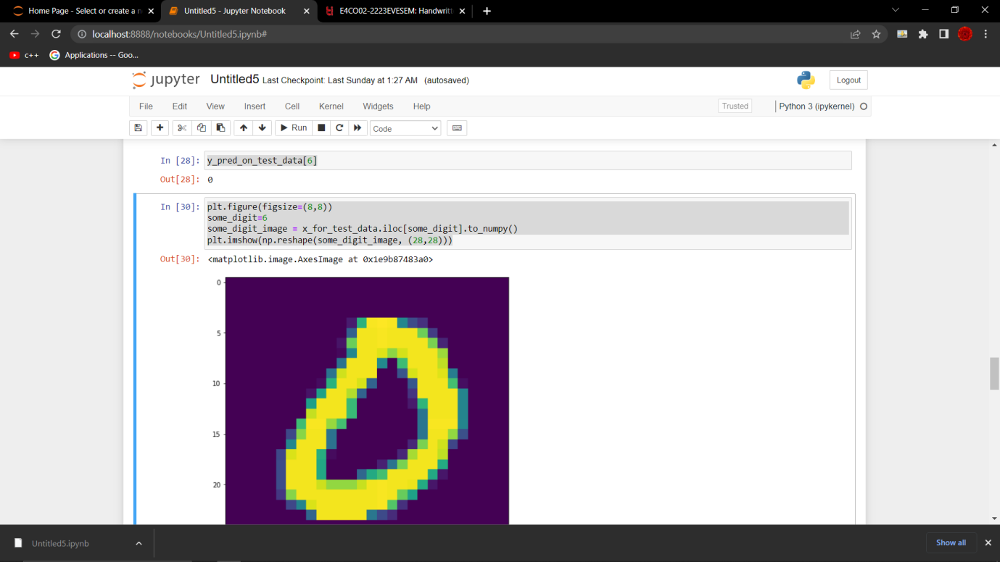 Home Page - Select or create a n
Untitled5 - Jupyter Notebook
E4CO02-2223EVESEM: Handwritt
localhost:8888/notebooks/Untitled5.ipynb#
c++
Applications -- Goo...
jupyter Untitled5 Last Checkpoint: Last Sunday at 1:27 AM (autosaved)
Logout
File Edit View Insert Cell Kernel Widgets Help
Trusted
Python 3 (ipykernel)
Run
Code
In [28]: y_pred_on_test_data[6]
Out[28]: 0
In [30]: plt.figure(figsize=(8,8))
some_digit=6
some_digit_image = x_for_test_data.iloc[some_digit].to_numpy()
plt.imshow(np.reshape(some_digit_image, (28,28)))
Out[30]: <matplotlib.image.AxesImage at 0x1e9b87483a0>
0
5
10
15
20
Untitled5.ipynb
Show all